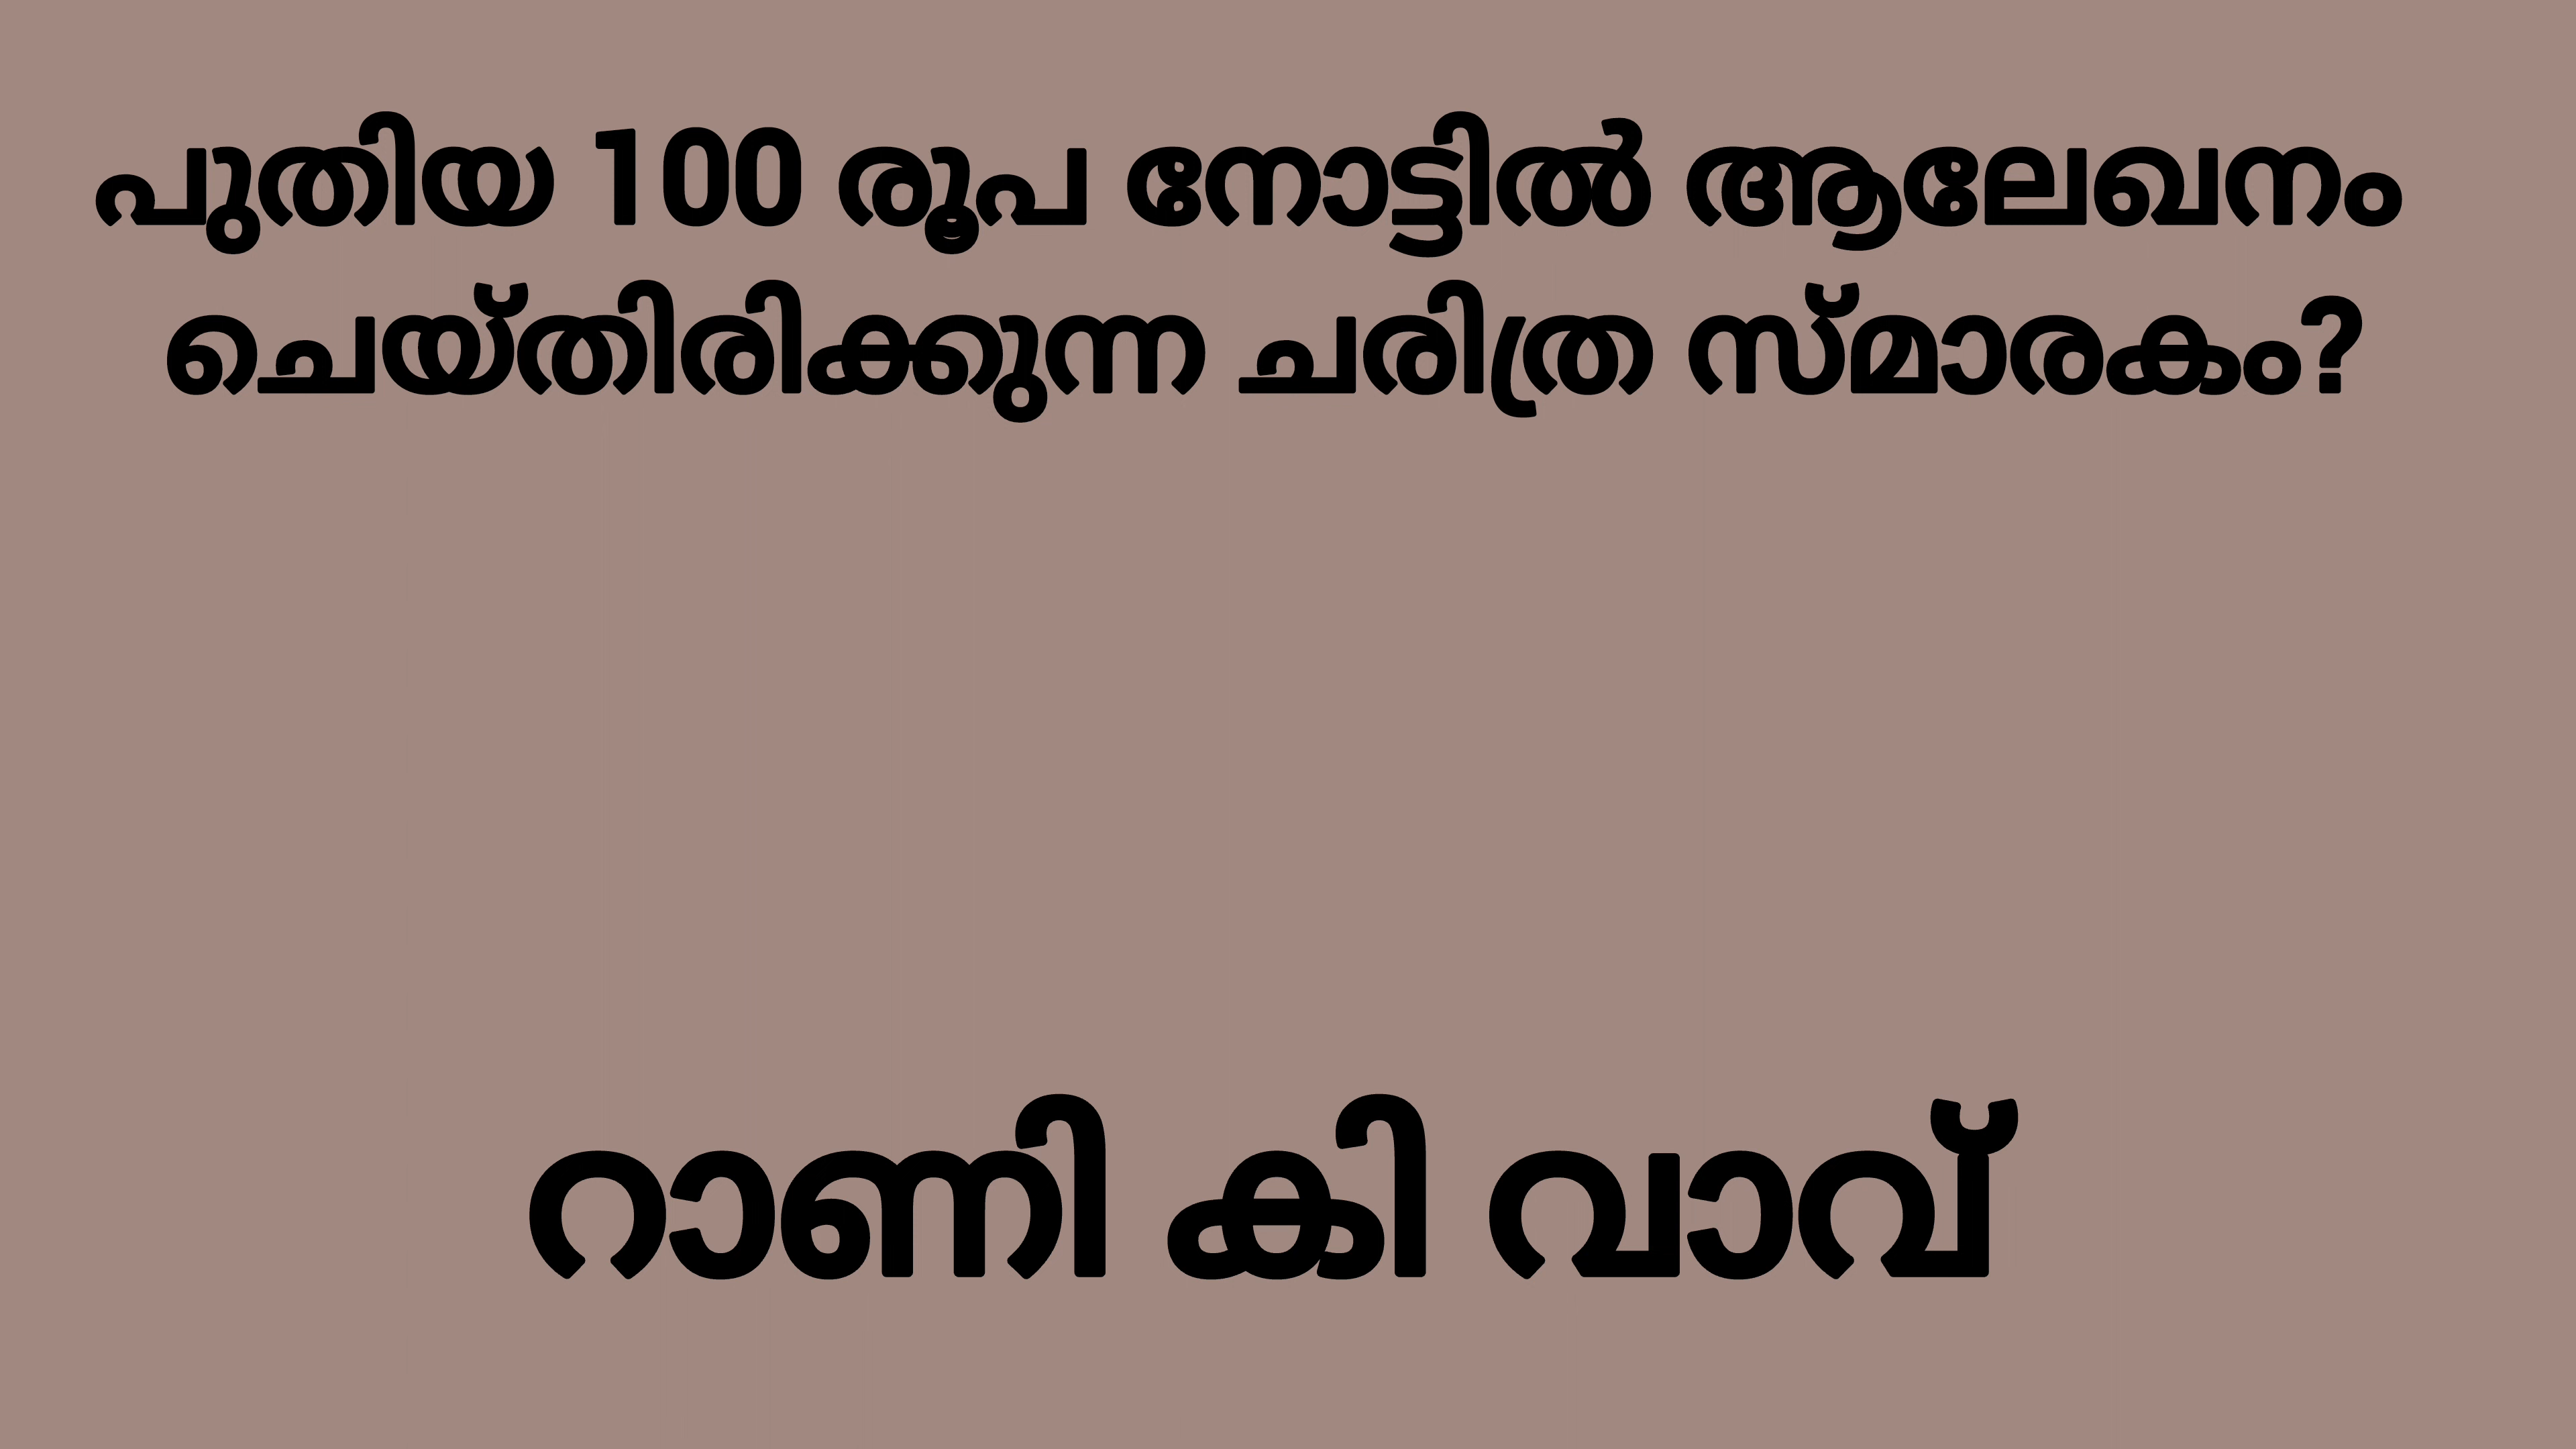 പുതിയ 100 രൂപ നോട്ടിൽ ആലേഖനം
ചെയ്തിരിക്കുന്ന ചരിത്ര സ്മാരകം?
റാണി കി വാവ്